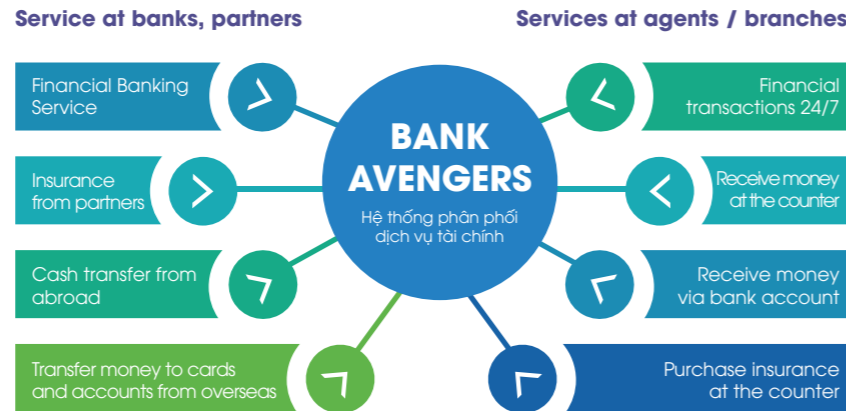 Service at banks, partners
Services at agents / branches
Financial Banking
Service
Insurance
from partners
Cash transfer from
abroad
Transfer money to cards
and accounts from overseas
BANK
AVENGERS
Hệ thống phân phối
dịch vụ tài chính
Financial
transactions 24/7
Receive money
at the counter
Receive money
via bank account
Purchase insurance
at the counter